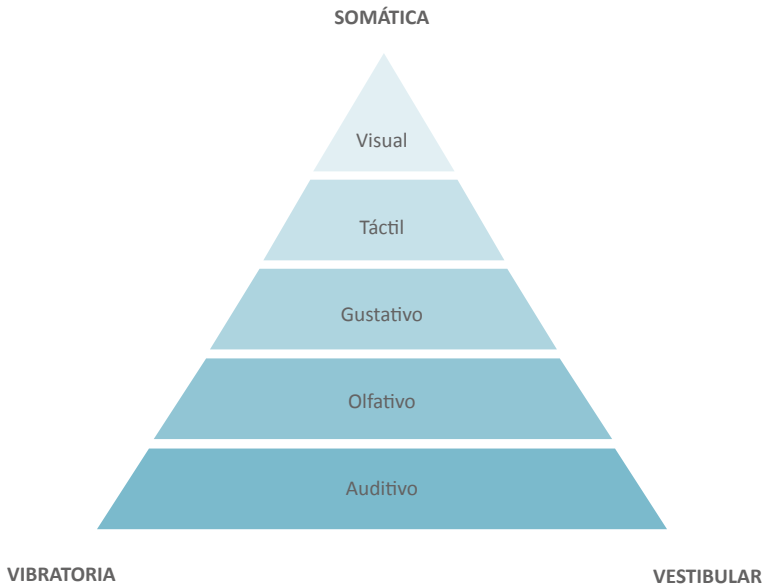 SOMÁTICA
Visual
Táctil
Gustativo
Olfativo
Auditivo
VIBRATORIA
VESTIBULAR